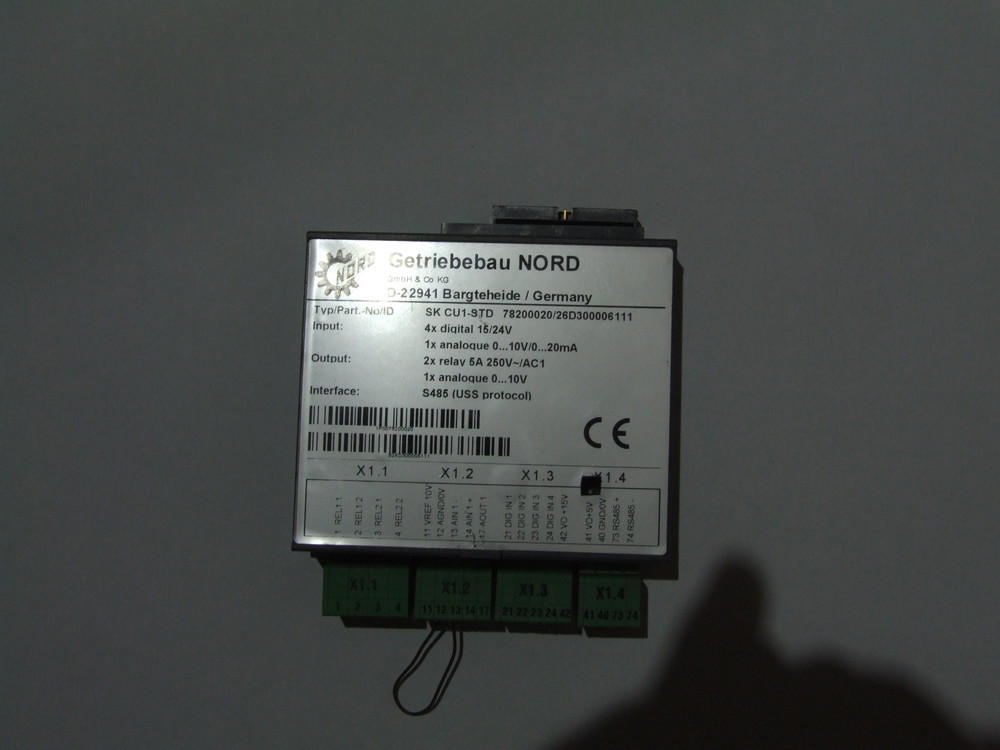 NORD
Getriebebau NORD
GmbH & Co KG
D-22941 Bargteheide / Germany
Typ/Part.-No/ID SK CU1-STD 78200020/26D300006111
Input: 4x digital 15/24V
1x analogue 0...10V/0...20mA
Output: 2x relay 5A 250V~/AC1
1x analogue 0...10V
Interface: S485 (USS protocol)
CE
X1.1 X1.2 X1.3 X1.4
1 REL1.1
2 REL1.2
3 REL2.1
4 REL2.2
11 VREF 10V
12 AGND/0V
13 AIN 1 -
14 AIN 1 +
17 AOUT 1
21 DIG IN 1
22 DIG IN 2
23 DIG IN 3
24 DIG IN 4
42 VO +15V
41 VO+5V
40 GND/0V
73 RS485 +
74 RS485 -
X1.1 X1.2 X1.3 X1.4
1 2 3 4 11 12 13 14 17 21 22 23 24 42 41 40 73 74